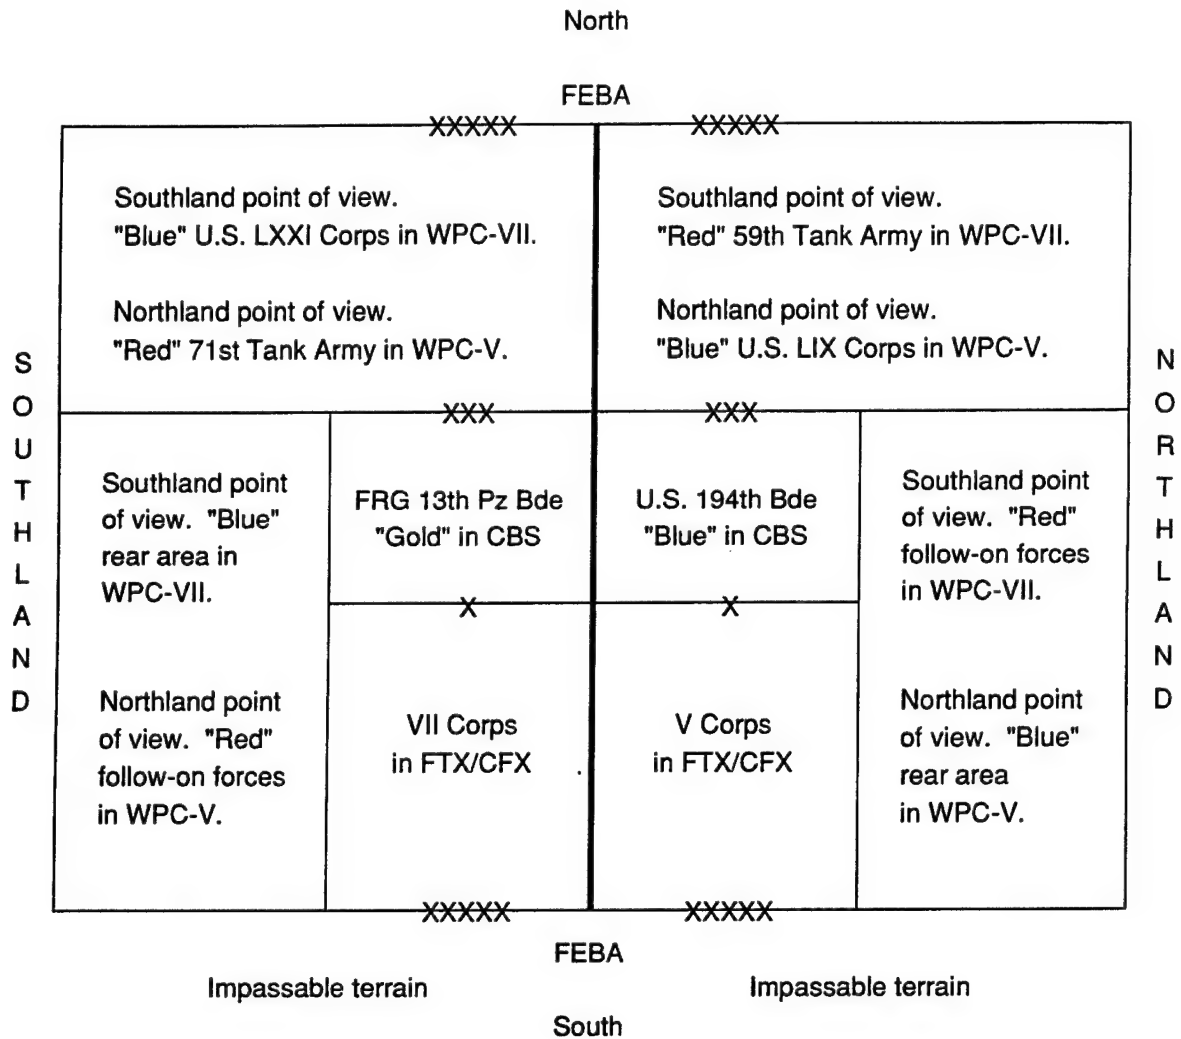 North
FEBA
XXXXX
XXXXX
Southland point of view.
"Blue" U.S. LXXI Corps in WPC-VII.
Northland point of view.
"Red" 71st Tank Army in WPC-V.
Southland point of view.
"Red" 59th Tank Army in WPC-VII.
Northland point of view.
"Blue" U.S. LIX Corps in WPC-V.
SOUTHLAND
NORTHLAND
XXX
XXX
Southland point
of view. "Blue"
rear area in
WPC-VII.
Northland point
of view. "Red"
follow-on forces
in WPC-V.
FRG 13th Pz Bde
"Gold" in CBS
U.S. 194th Bde
"Blue" in CBS
X
X
VII Corps
in FTX/CFX
V Corps
in FTX/CFX
Southland point
of view. "Red"
follow-on forces
in WPC-VII.
Northland point
of view. "Blue"
rear area
in WPC-V.
XXXXX
XXXXX
FEBA
Impassable terrain
Impassable terrain
South